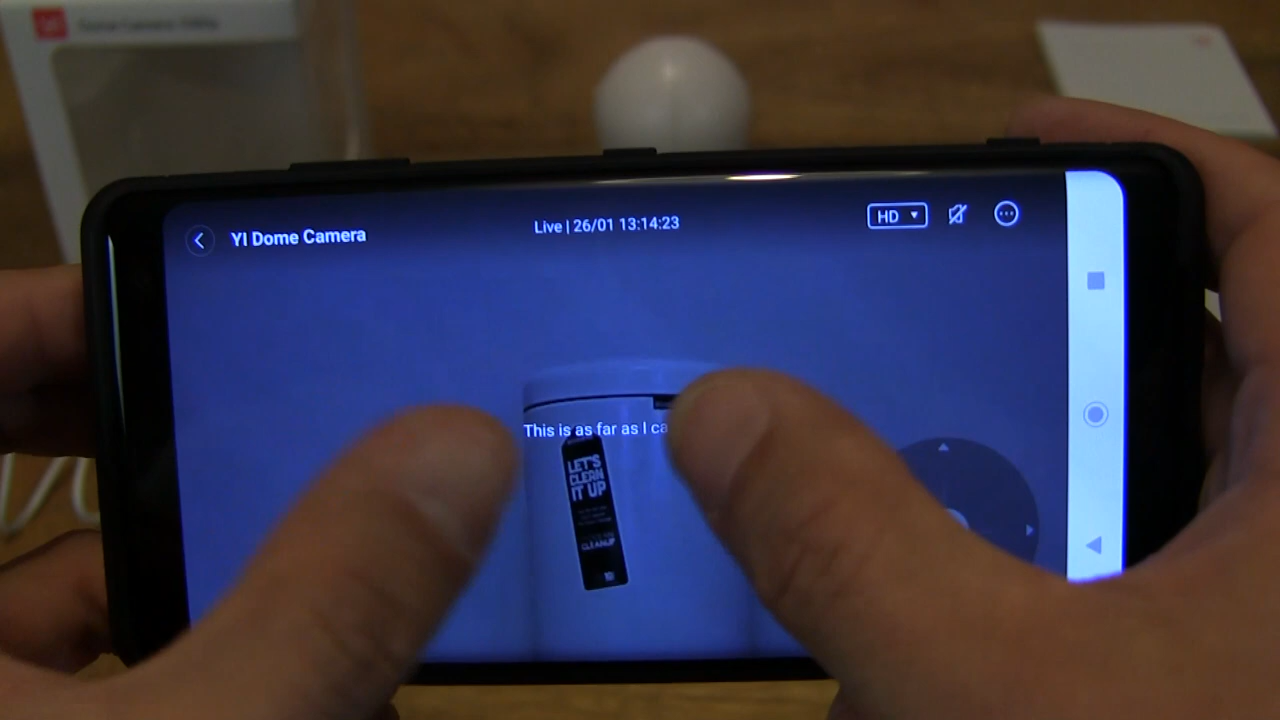 YI Dome Camera
Live | 26/01 13:14:23
HD
This is as far as I ca
LET'S
CLEAN
IT UP
CLEANUP